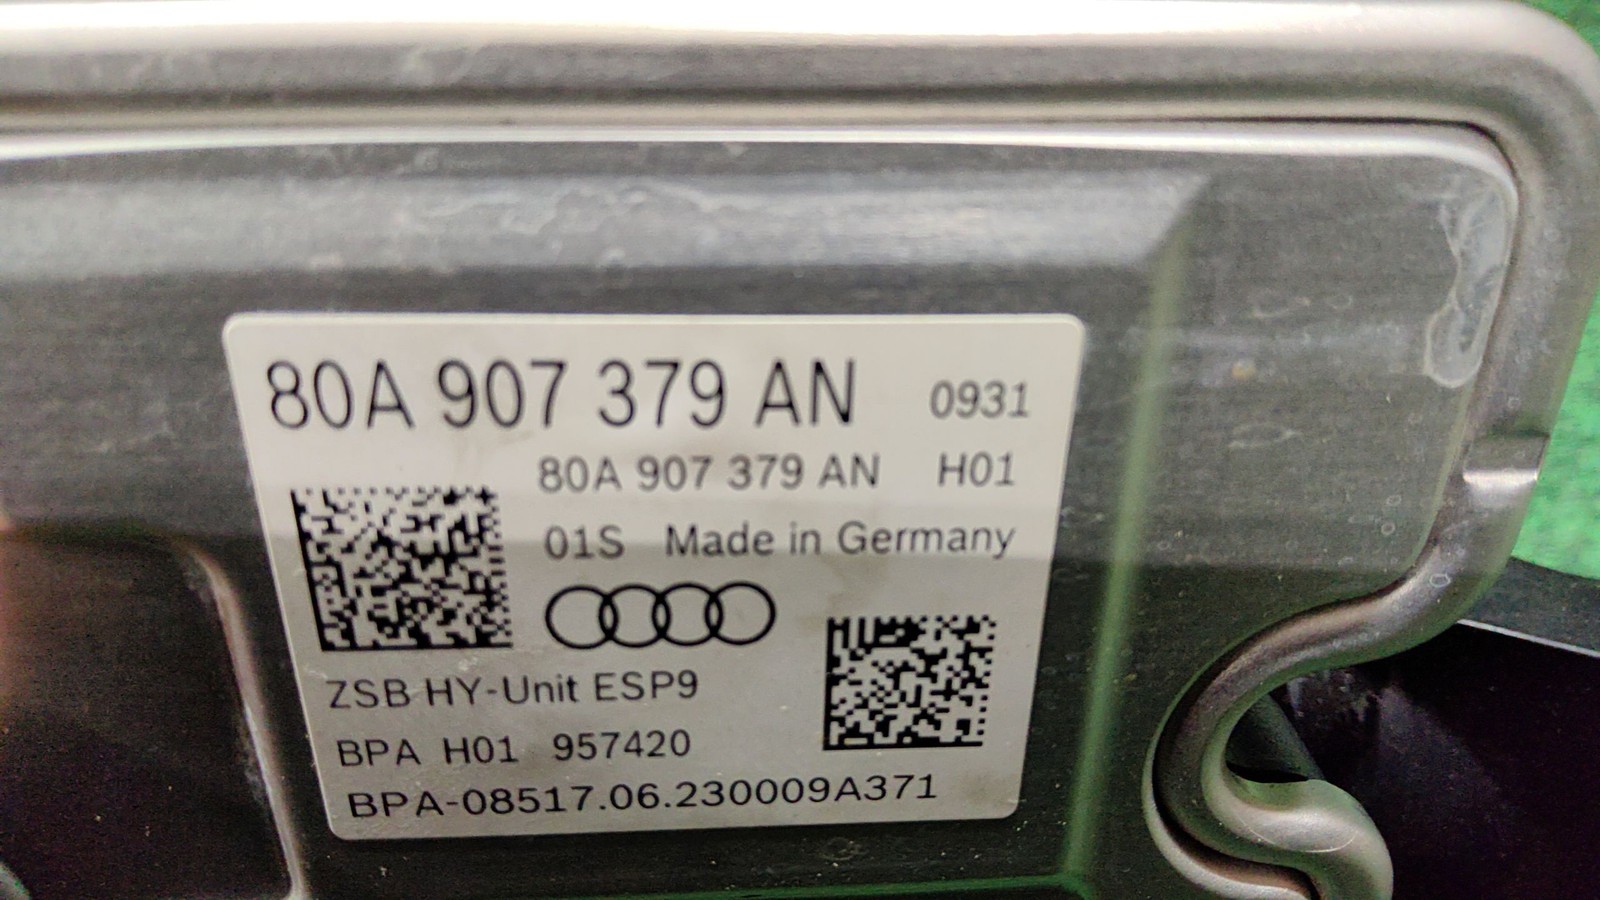 80A 907 379 AN 0931
80A 907 379 AN H01
01S Made in Germany
ZSB HY-Unit ESP9
BPA H01 957420
BPA-08517.06.230009A371